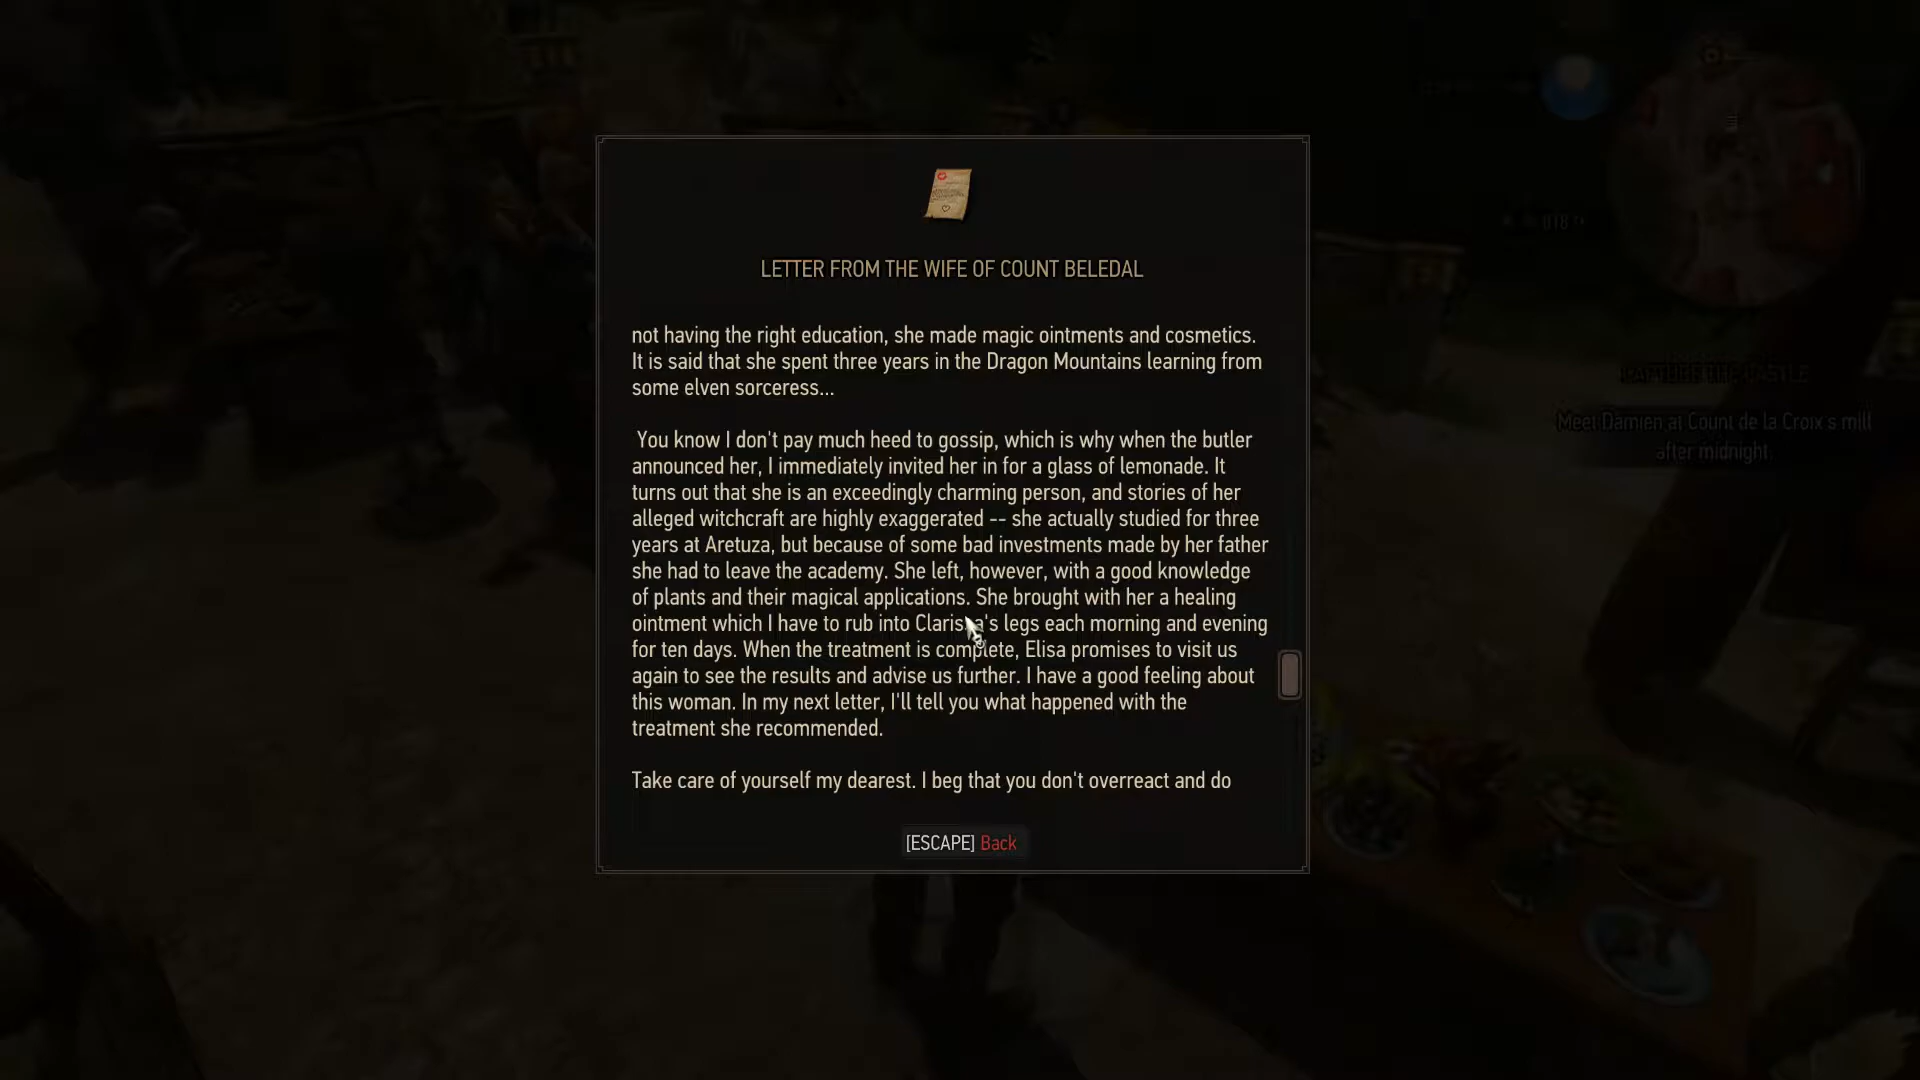 LETTER FROM THE WIFE OF COUNT BELEDAL
not having the right education, she made magic ointments and cosmetics.
It is said that she spent three years in the Dragon Mountains learning from
some elven sorceress...
You know I don't pay much heed to gossip, which is why when the butler
announced her, I immediately invited her in for a glass of lemonade. It
turns out that she is an exceedingly charming person, and stories of her
alleged witchcraft are highly exaggerated -- she actually studied for three
years at Aretuza, but because of some bad investments made by her father
she had to leave the academy. She left, however, with a good knowledge
of plants and their magical applications. She brought with her a healing
ointment which I have to rub into Clarissa's legs each morning and evening
for ten days. When the treatment is complete, Elisa promises to visit us
again to see the results and advise us further. I have a good feeling about
this woman. In my next letter, I'll tell you what happened with the
treatment she recommended.
Take care of yourself my dearest. I beg that you don't overreact and do
[ESCAPE] Back
CAPTURE THE CASTLE
Meet Damien at Count de la Croix's mill
after midnight.